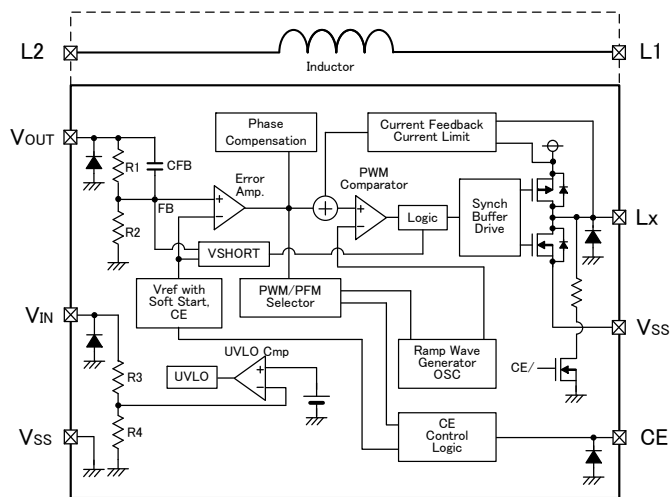 L2
L1
Inductor
VOUT
R1
CFB
FB
R2
Phase
Compensation
Error
Amp.
Current Feedback
Current Limit
PWM
Comparator
Logic
Synch
Buffer
Drive
Lx
VSHORT
Vref with
Soft Start,
CE
PWM/PFM
Selector
VIN
R3
R4
UVLO Cmp
UVLO
Ramp Wave
Generator
OSC
VSS
CE/
VSS
CE
Control
Logic
CE